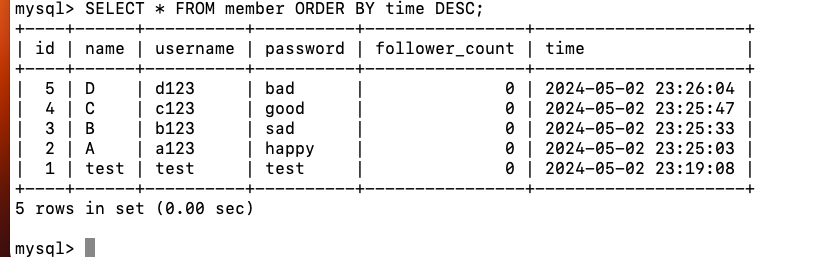 mysql> SELECT * FROM member ORDER BY time DESC;
+----+------+----------+----------+----------------+---------------------+
| id | name | username | password | follower_count | time                |
+----+------+----------+----------+----------------+---------------------+
|  5 | D    | d123     | bad      |              0 | 2024-05-02 23:26:04 |
|  4 | C    | c123     | good     |              0 | 2024-05-02 23:25:47 |
|  3 | B    | b123     | sad      |              0 | 2024-05-02 23:25:33 |
|  2 | A    | a123     | happy    |              0 | 2024-05-02 23:25:03 |
|  1 | test | test     | test     |              0 | 2024-05-02 23:19:08 |
+----+------+----------+----------+----------------+---------------------+
5 rows in set (0.00 sec)
mysql>